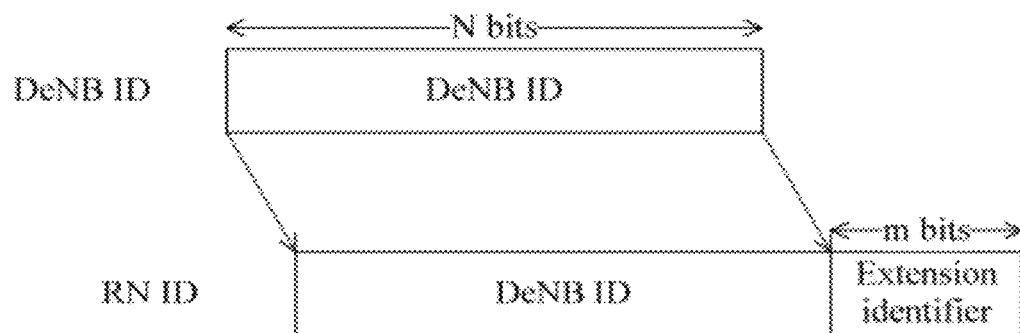 N bits
DeNB ID
DeNB ID
m bits
RN ID
DeNB ID
Extension
identifier